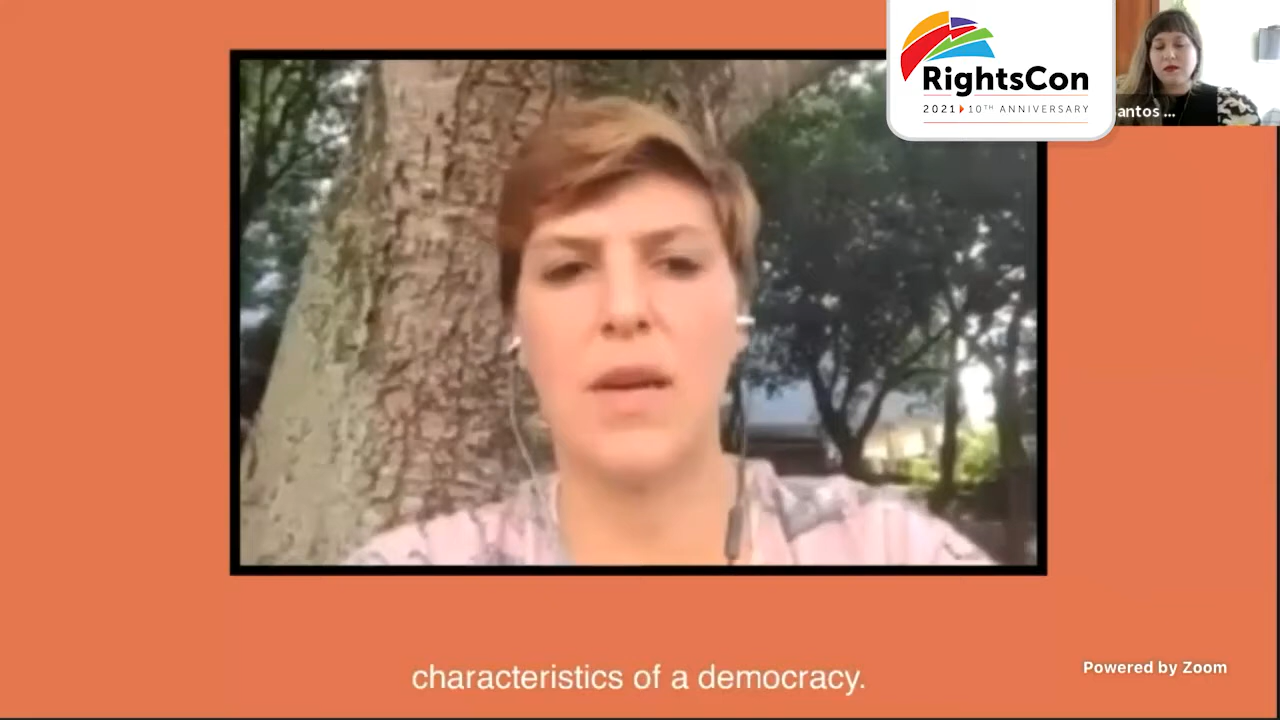 RightsCon
2021 10TH ANNIVERSARY
antos ...
characteristics of a democracy.
Powered by Zoom